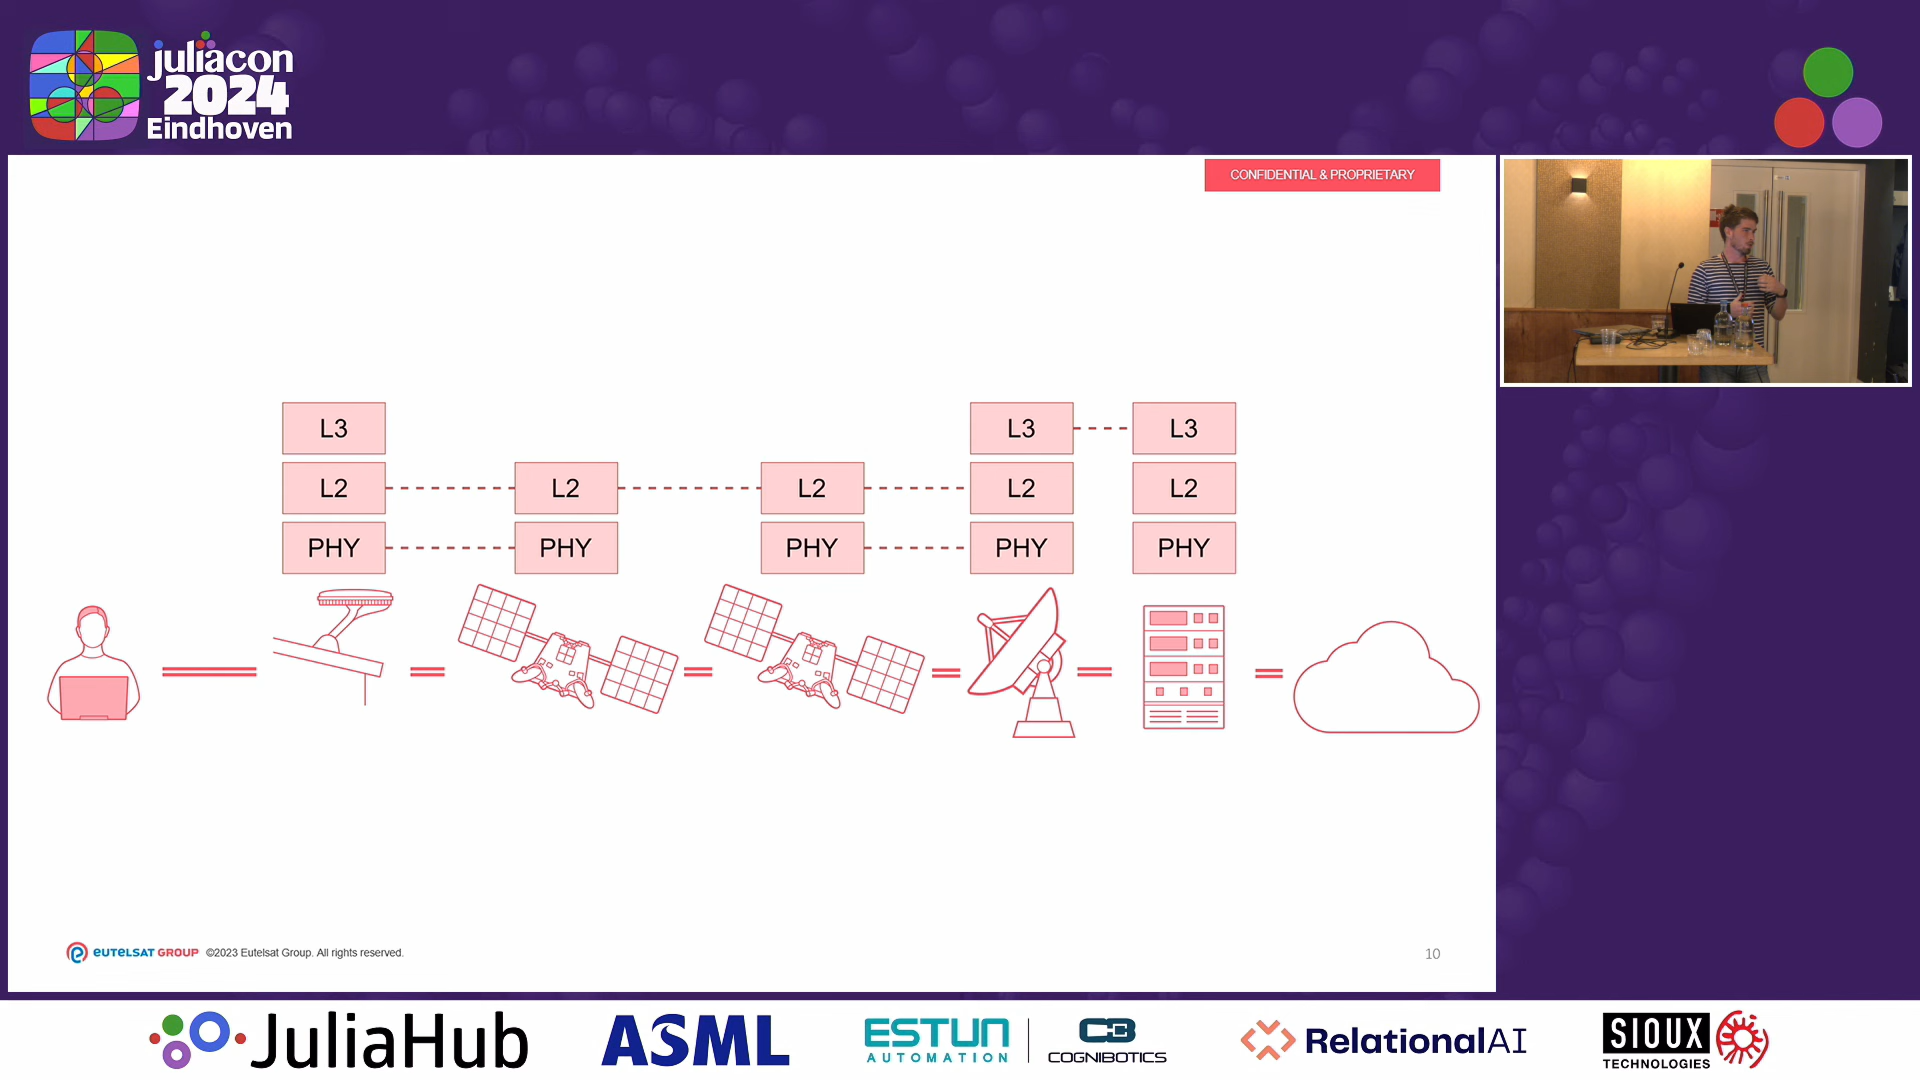 juliacon
2024
Eindhoven
CONFIDENTIAL & PROPRIETARY
L3 L3 L3
L2 L2 L2 L2 L2
PHY PHY PHY PHY PHY
eutelsat GROUP ©2023 Eutelsat Group. All rights reserved.
10
JuliaHub
ASML
ESTUN
AUTOMATION
COGNIBOTICS
RelationalAI
SIOUX
TECHNOLOGIES